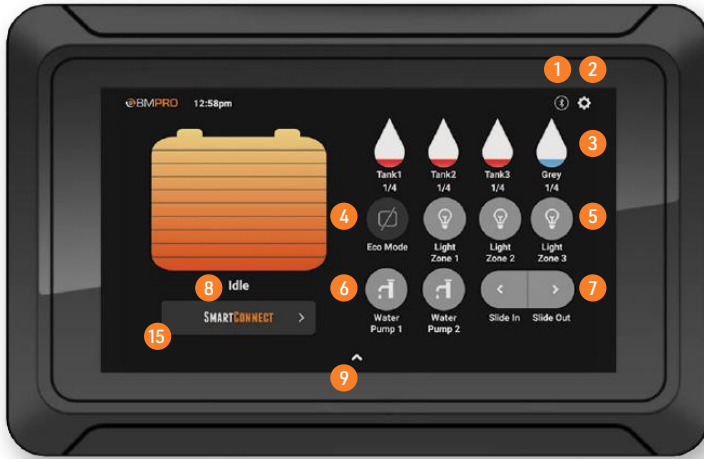 1 2
BMPRO 12:58pm
3
Tank1 Tank2 Tank3 Grey
1/4 1/4 1/4 1/4
4 5
Eco Mode Light Light Light
Zone 1 Zone 2 Zone 3
8 Idle 6 7
SMARTCONNECT >
15
Water Water Slide In Slide Out
Pump 1 Pump 2
9